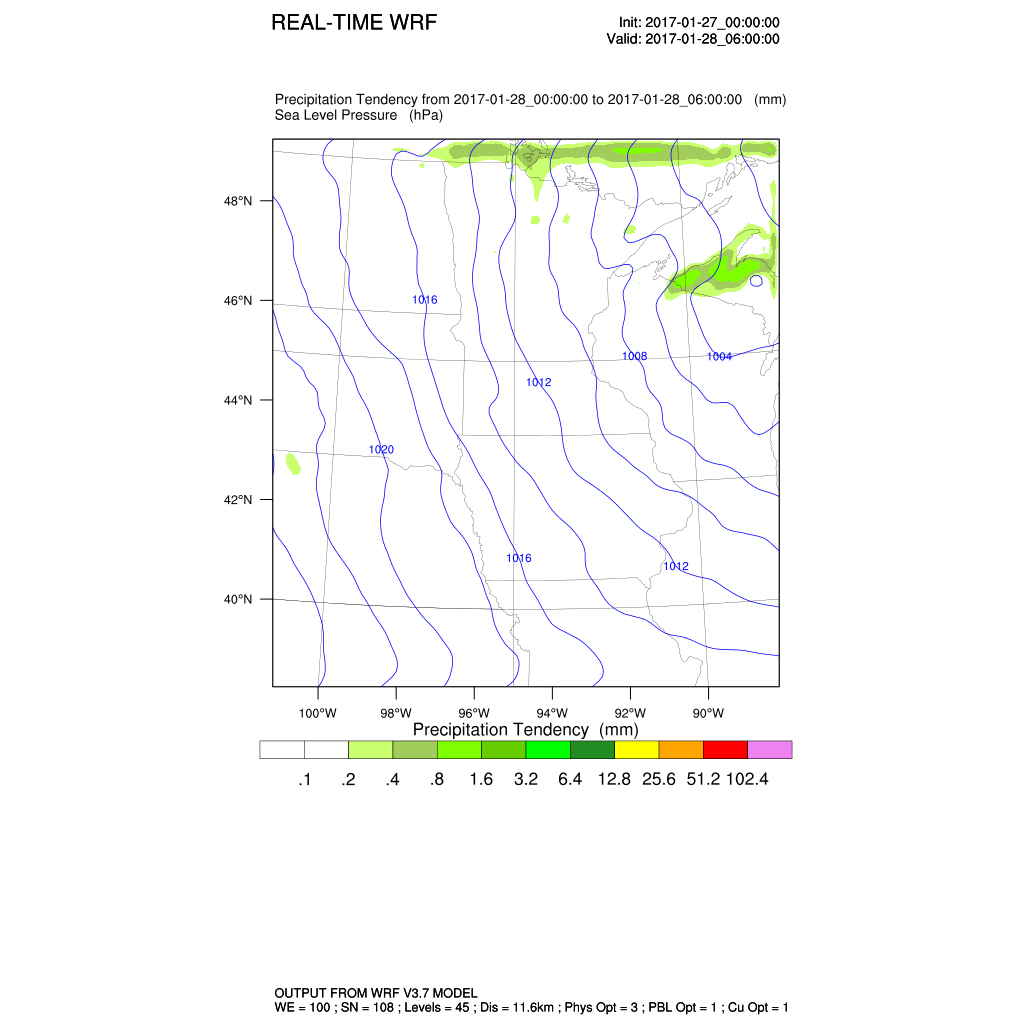 REAL-TIME WRF
Init: 2017-01-27_00:00:00
Valid: 2017-01-28_06:00:00
Precipitation Tendency from 2017-01-28_00:00:00 to 2017-01-28_06:00:00 (mm)
Sea Level Pressure (hPa)
48°N
46°N
44°N
42°N
40°N
1016
1008
1004
1012
1020
1016
1012
100°W 98°W 96°W 94°W 92°W 90°W
Precipitation Tendency (mm)
.1 .2 .4 .8 1.6 3.2 6.4 12.8 25.6 51.2 102.4
OUTPUT FROM WRF V3.7 MODEL
WE = 100 ; SN = 108 ; Levels = 45 ; Dis = 11.6km ; Phys Opt = 3 ; PBL Opt = 1 ; Cu Opt = 1